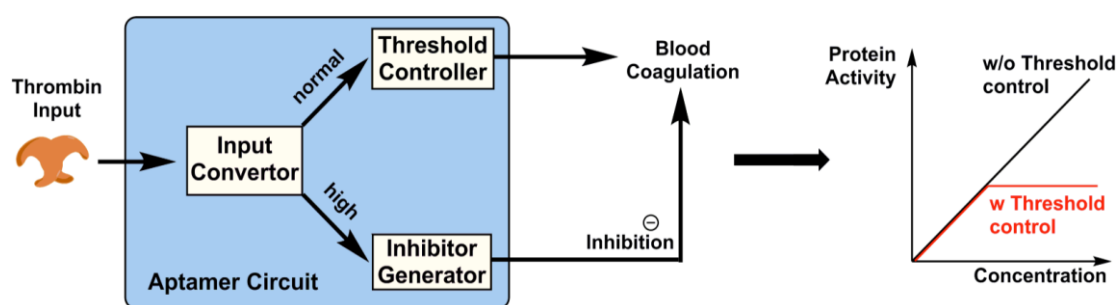 Thrombin
Input
Input
Convertor
normal
high
Threshold
Controller
Inhibitor
Generator
Aptamer Circuit
Blood
Coagulation
⊖
Inhibition
Protein
Activity
w/o Threshold
control
w Threshold
control
Concentration